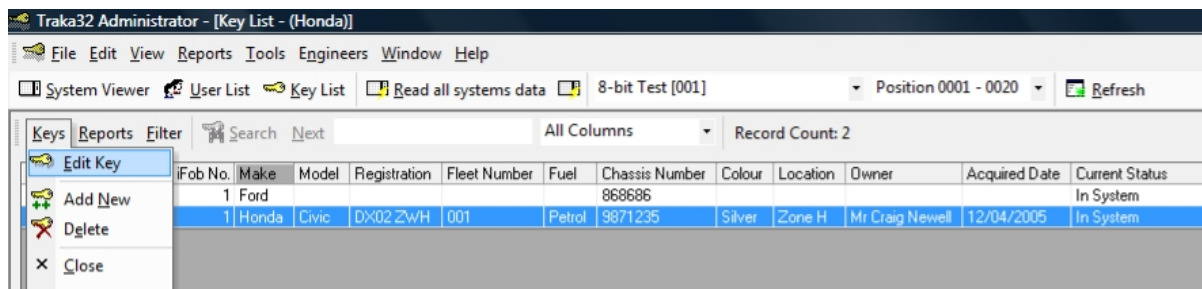 Traka32 Administrator - [Key List - (Honda)]
File Edit View Reports Tools Engineers Window Help
System Viewer User List Key List Read all systems data 8-bit Test [001] Position 0001 - 0020 Refresh
Keys Reports Filter Search Next All Columns Record Count: 2
Edit Key iFob No. Make Model Registration Fleet Number Fuel Chassis Number Colour Location Owner Acquired Date Current Status
Add New 1 Ford 868686 In System
Delete 1 Honda Civic DX02 ZWH 001 Petrol 9871235 Silver Zone H Mr Craig Newell 12/04/2005 In System
Close